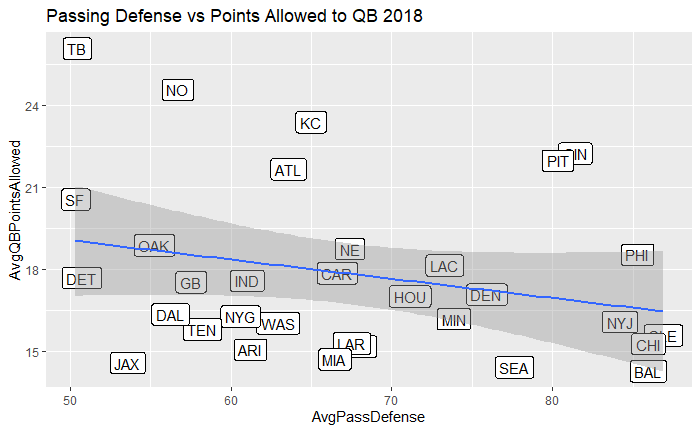 Passing Defense vs Points Allowed to QB 2018
TB
NO
24
KC
PIT
ATL
21
SF
OAK
NE
PHI
AvgQBPointsAllowed
18
DET
GB
IND
CAR
LAC
HOU
DEN
DAL
TEN
NYG
WAS
MIN
NYJ
15
JAX
ARI
LAR
MIA
SEA
CHI
BAL
50
60
70
80
AvgPassDefense